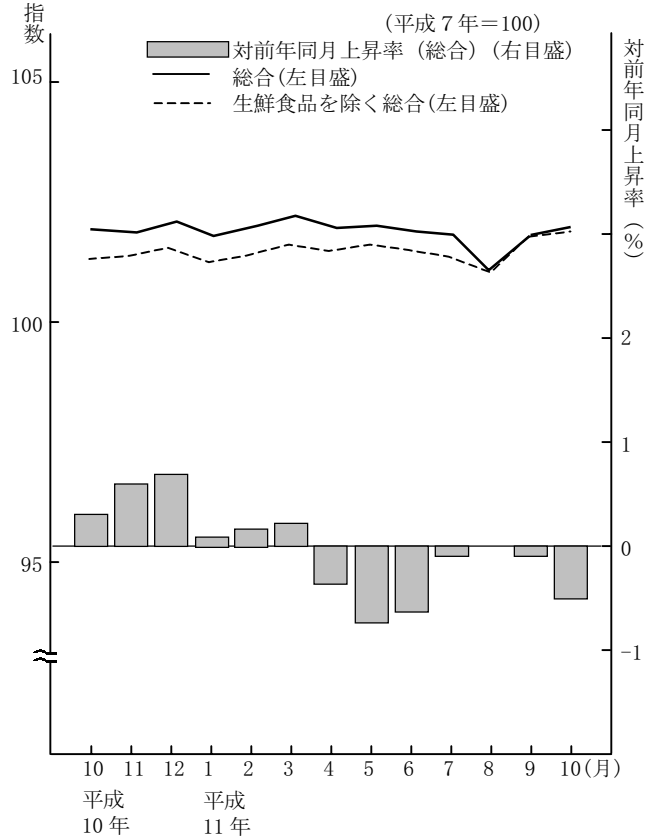 指数
(平成７年＝100)
対前年同月上昇率（総合）(右目盛)
総合(左目盛)
生鮮食品を除く総合(左目盛)
対前年同月上昇率(％)
105
100
95
2
1
0
-1
10 11 12 1 2 3 4 5 6 7 8 9 10(月)
平成 平成
10年 11年